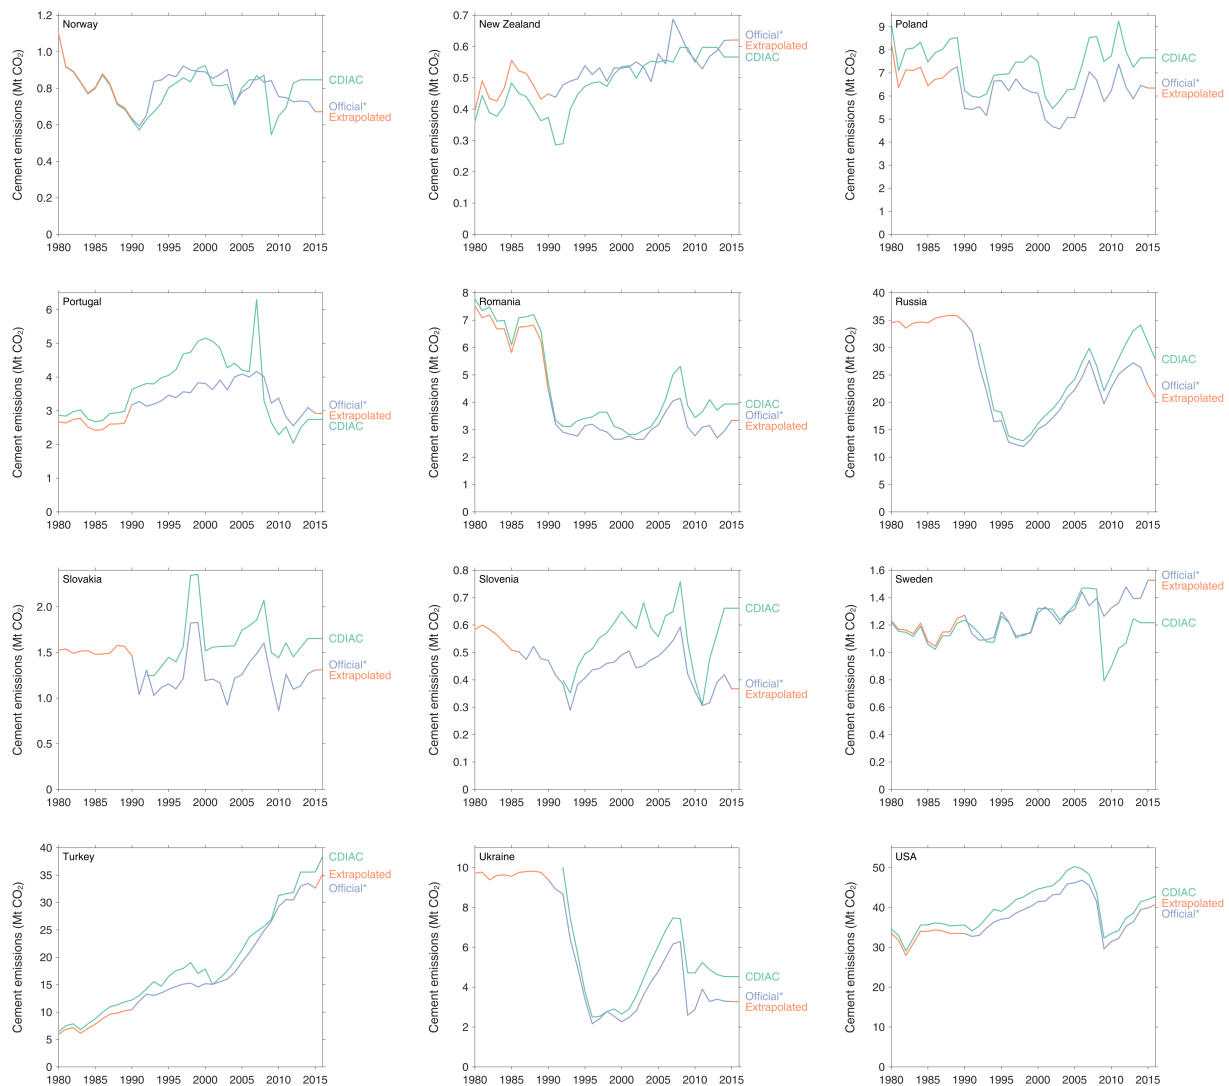 Norway
Cement emissions (Mt CO₂)
1.2
1.0
0.8
0.6
0.4
0.2
0
1980 1985 1990 1995 2000 2005 2010 2015
CDIAC
Official*
Extrapolated
New Zealand
Cement emissions (Mt CO₂)
0.7
0.6
0.5
0.4
0.3
0.2
0.1
0
1980 1985 1990 1995 2000 2005 2010 2015
Official*
Extrapolated
CDIAC
Poland
Cement emissions (Mt CO₂)
9
8
7
6
5
4
3
2
1
0
1980 1985 1990 1995 2000 2005 2010 2015
CDIAC
Official*
Extrapolated
Portugal
Cement emissions (Mt CO₂)
6
5
4
3
2
1
0
1980 1985 1990 1995 2000 2005 2010 2015
Official*
Extrapolated
CDIAC
Romania
Cement emissions (Mt CO₂)
8
7
6
5
4
3
2
1
0
1980 1985 1990 1995 2000 2005 2010 2015
CDIAC
Official*
Extrapolated
Russia
Cement emissions (Mt CO₂)
40
35
30
25
20
15
10
5
0
1980 1985 1990 1995 2000 2005 2010 2015
CDIAC
Official*
Extrapolated
Slovakia
Cement emissions (Mt CO₂)
2.0
1.5
1.0
0.5
0
1980 1985 1990 1995 2000 2005 2010 2015
CDIAC
Official*
Extrapolated
Slovenia
Cement emissions (Mt CO₂)
0.8
0.7
0.6
0.5
0.4
0.3
0.2
0.1
0
1980 1985 1990 1995 2000 2005 2010 2015
CDIAC
Official*
Extrapolated
Sweden
Cement emissions (Mt CO₂)
1.6
1.4
1.2
1.0
0.8
0.6
0.4
0.2
0
1980 1985 1990 1995 2000 2005 2010 2015
Official*
Extrapolated
CDIAC
Turkey
Cement emissions (Mt CO₂)
40
35
30
25
20
15
10
5
0
1980 1985 1990 1995 2000 2005 2010 2015
CDIAC
Extrapolated
Official*
Ukraine
Cement emissions (Mt CO₂)
10
8
6
4
2
0
1980 1985 1990 1995 2000 2005 2010 2015
CDIAC
Official*
Extrapolated
USA
Cement emissions (Mt CO₂)
50
40
30
20
10
0
1980 1985 1990 1995 2000 2005 2010 2015
CDIAC
Extrapolated
Official*